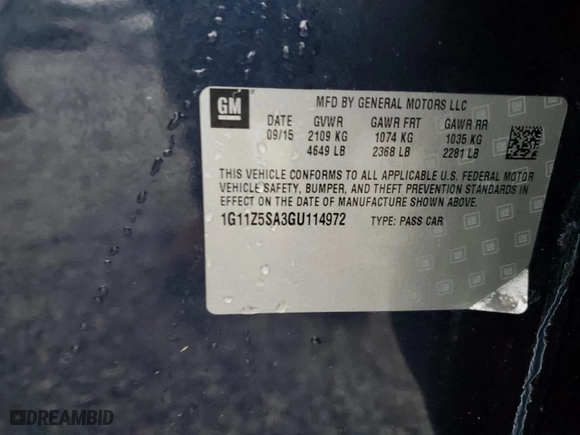 GM ®
MFD BY GENERAL MOTORS LLC
DATE GVWR GAWR FRT GAWR RR
09/15 2109 KG 1074 KG 1035 KG
4649 LB 2368 LB 2281 LB
THIS VEHICLE CONFORMS TO ALL APPLICABLE U.S. FEDERAL MOTOR
VEHICLE SAFETY, BUMPER, AND THEFT PREVENTION STANDARDS IN
EFFECT ON THE DATE OF MANUFACTURE SHOWN ABOVE.
1G11Z5SA3GU114972 TYPE: PASS CAR
DREAMBID